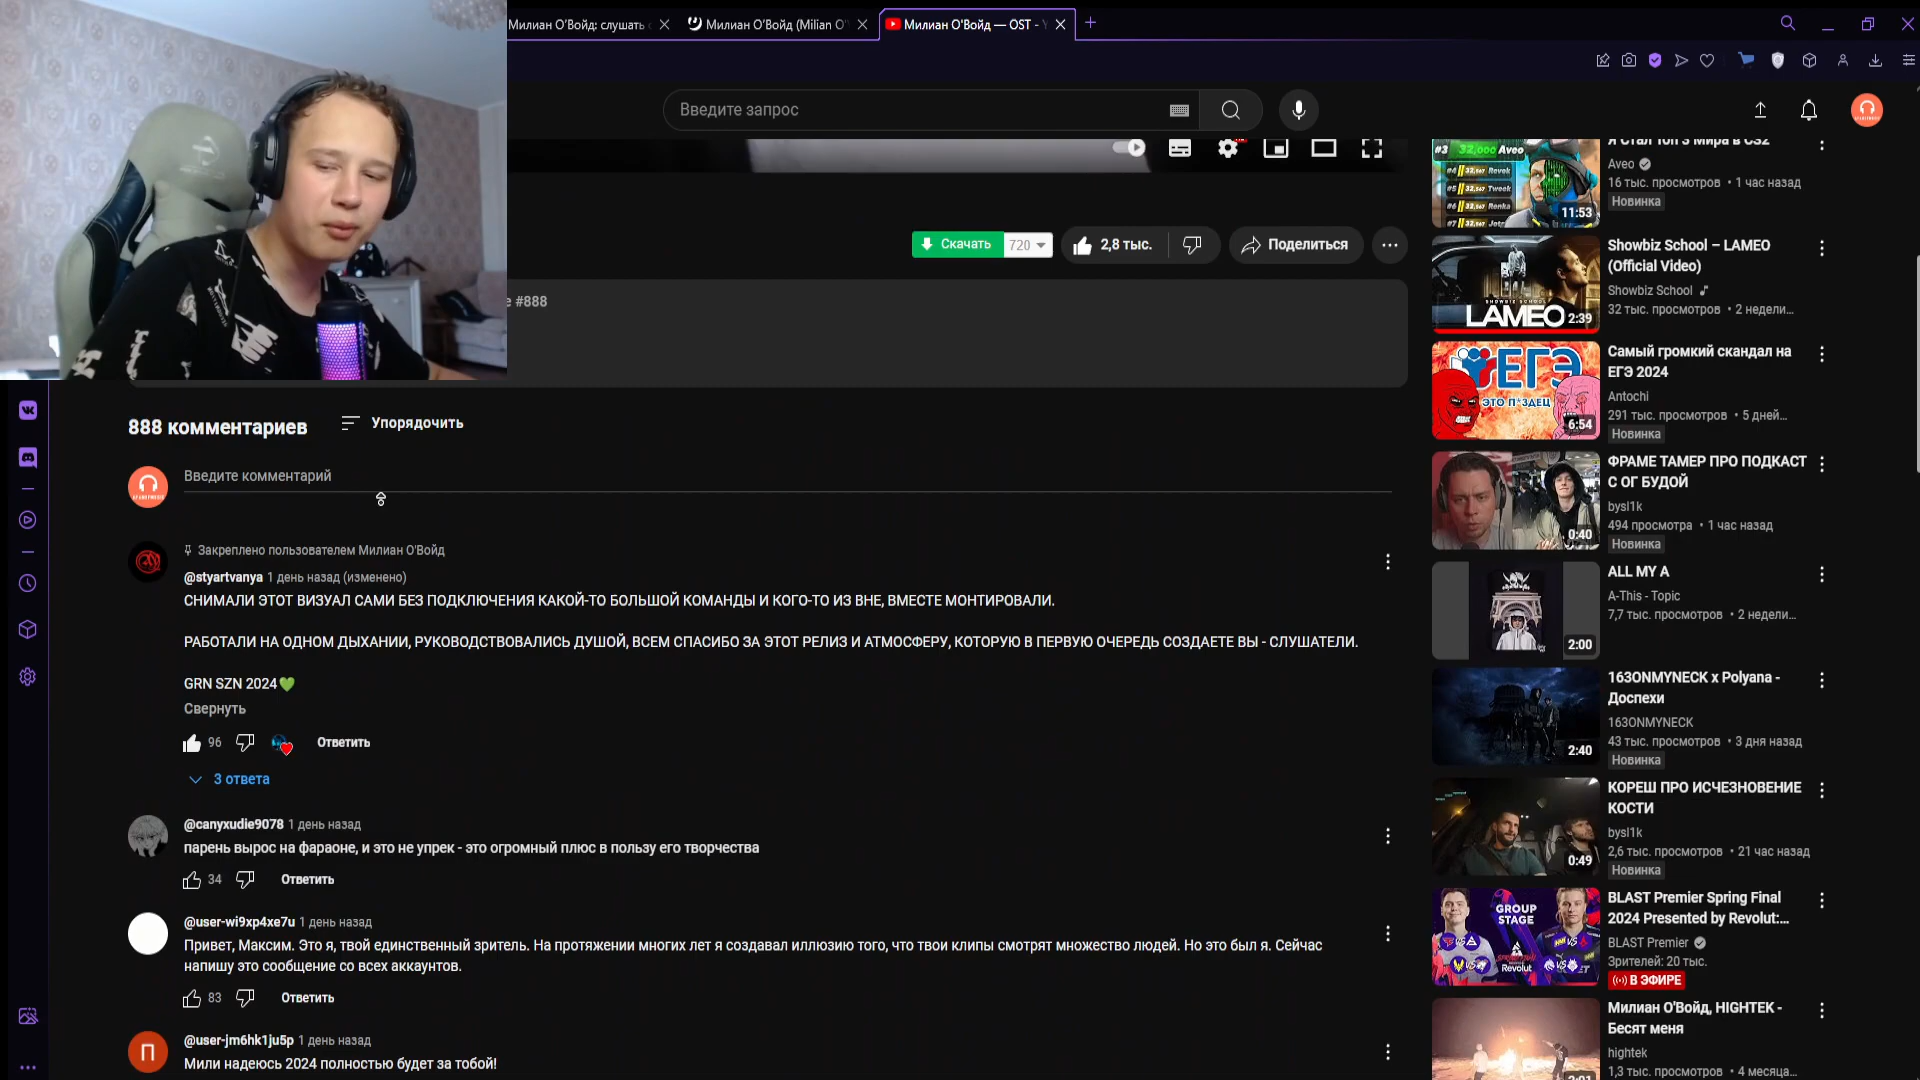 Милиан О'Войд: слушать
Милиан О'Войд (Milian O'
Милиан О'Войд — OST - Y
Введите запрос
Скачать
720
2,8 тыс.
Поделиться
#888
888 комментариев
Упорядочить
Введите комментарий
Закреплено пользователем Милиан О'Войд
@styartvanya 1 день назад (изменено)
СНИМАЛИ ЭТОТ ВИЗУАЛ САМИ БЕЗ ПОДКЛЮЧЕНИЯ КАКОЙ-ТО БОЛЬШОЙ КОМАНДЫ И КОГО-ТО ИЗ ВНЕ, ВМЕСТЕ МОНТИРОВАЛИ.
РАБОТАЛИ НА ОДНОМ ДЫХАНИИ, РУКОВОДСТВОВАЛИСЬ ДУШОЙ, ВСЕМ СПАСИБО ЗА ЭТОТ РЕЛИЗ И АТМОСФЕРУ, КОТОРУЮ В ПЕРВУЮ ОЧЕРЕДЬ СОЗДАЕТЕ ВЫ - СЛУШАТЕЛИ.
GRN SZN 2024💚
Свернуть
96
Ответить
3 ответа
@canyxudie9078 1 день назад
парень вырос на фараоне, и это не упрек - это огромный плюс в пользу его творчества
34
Ответить
@user-wi9xp4xe7u 1 день назад
Привет, Максим. Это я, твой единственный зритель. На протяжении многих лет я создавал иллюзию того, что твои клипы смотрят множество людей. Но это был я. Сейчас
напишу это сообщение со всех аккаунтов.
83
Ответить
П
@user-jm6hk1ju5p 1 день назад
Мили надеюсь 2024 полностью будет за тобой!
#3 32,000 Aveo
11:53
Я Стал Топ 3 Мира в CS2
Aveo
16 тыс. просмотров • 1 час назад
Новинка
LAMEO
2:39
Showbiz School – LAMEO
(Official Video)
Showbiz School
32 тыс. просмотров • 2 недели…
ЕГЭ
ЭТО П*ЗДЕЦ
6:54
Самый громкий скандал на
ЕГЭ 2024
Antochi
291 тыс. просмотров • 5 дней…
Новинка
0:40
ФРАМЕ ТАМЕР ПРО ПОДКАСТ
С ОГ БУДОЙ
bysl1k
494 просмотра • 1 час назад
Новинка
2:00
ALL MY A
A-This - Topic
7,7 тыс. просмотров • 2 недели…
2:40
163ONMYNECK x Polyana -
Доспехи
163ONMYNECK
43 тыс. просмотров • 3 дня назад
Новинка
0:49
КОРЕШ ПРО ИСЧЕЗНОВЕНИЕ
КОСТИ
bysl1k
2,6 тыс. просмотров • 21 час назад
Новинка
GROUP
STAGE
Revolut
BLAST Premier Spring Final
2024 Presented by Revolut:…
BLAST Premier
Зрителей: 20 тыс.
В ЭФИРЕ
Милиан О'Войд, HIGHTEK -
Бесят меня
hightek
1,3 тыс. просмотров • 4 месяца…